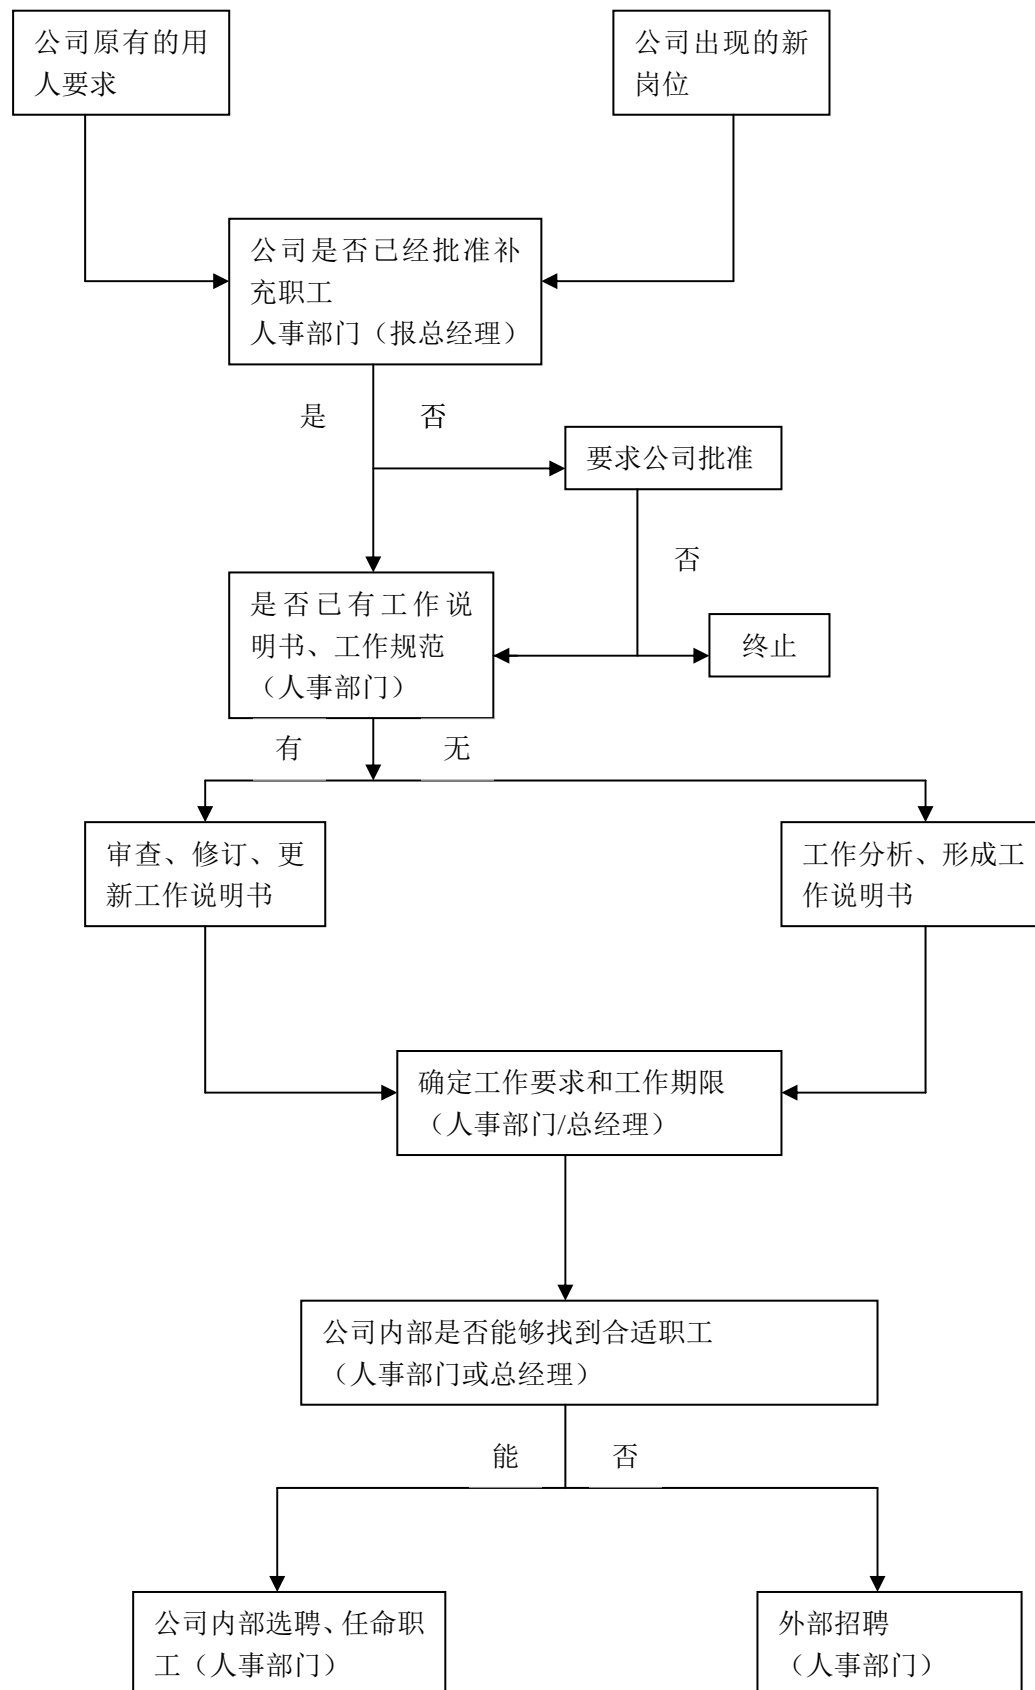 公司原有的用
人要求
公司出现的新
岗位
公司是否已经批准补
充职工
人事部门（报总经理）
是
否
要求公司批准
否
是否已有工作说
明书、工作规范
（人事部门）
终止
有
无
审查、修订、更
新工作说明书
工作分析、形成工
作说明书
确定工作要求和工作期限
（人事部门/总经理）
公司内部是否能够找到合适职工
（人事部门或总经理）
能
否
公司内部选聘、任命职
工（人事部门）
外部招聘
（人事部门）